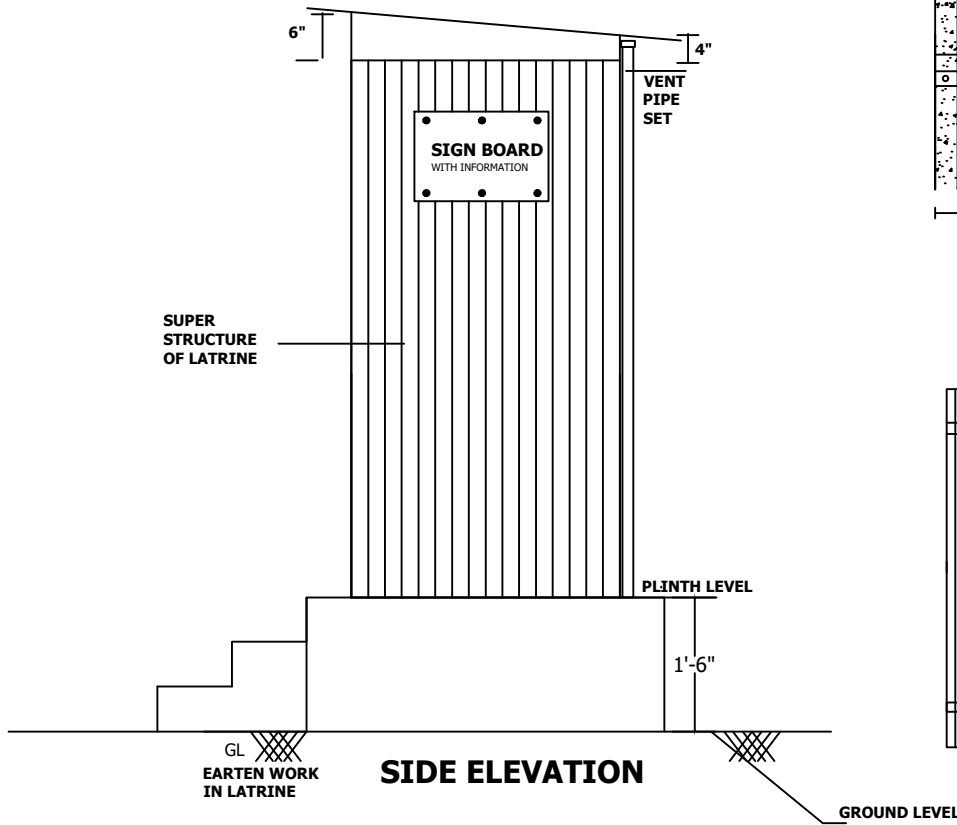 6"
4"
VENT
PIPE
SET
SIGN BOARD
WITH INFORMATION
SUPER
STRUCTURE
OF LATRINE
PLINTH LEVEL
1'-6"
GL
EARTEN WORK
IN LATRINE
SIDE ELEVATION
GROUND LEVEL